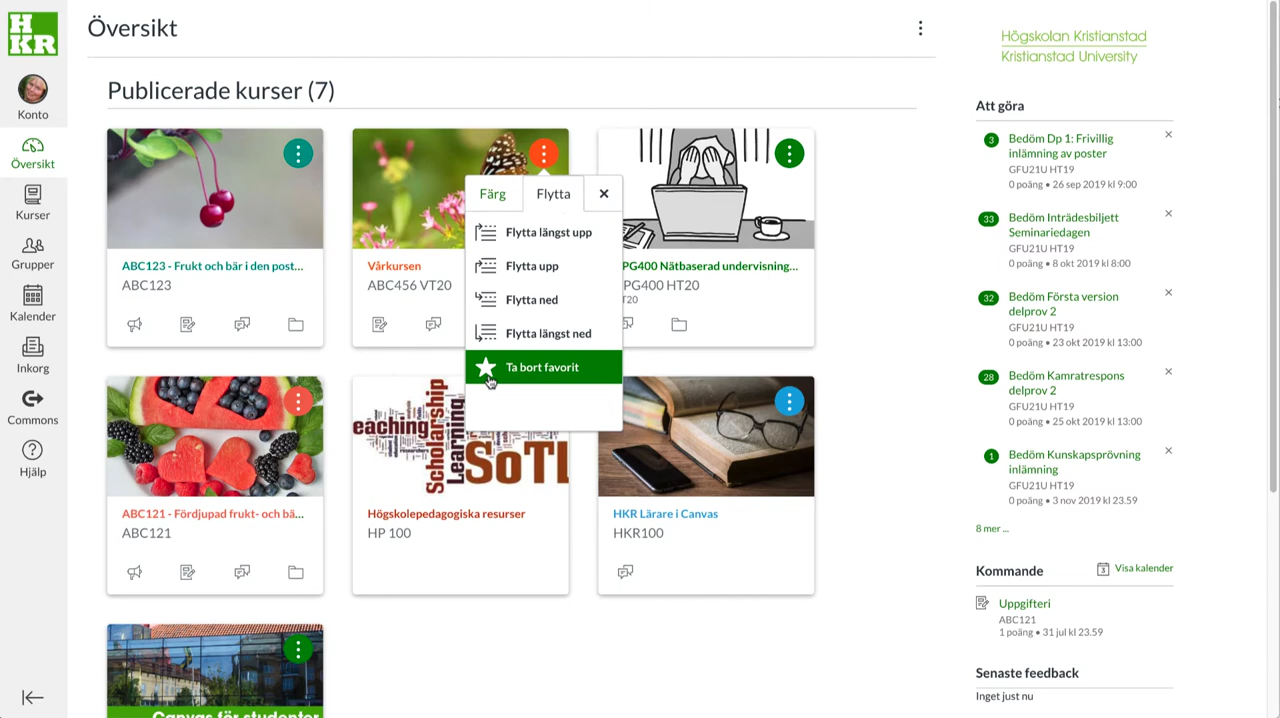 H
KR
Konto
Översikt
Kurser
Grupper
Kalender
Inkorg
Commons
Hjälp
Översikt
Publicerade kurser (7)
ABC123 - Frukt och bär i den post...
ABC123
Vårkursen
ABC456 VT20
Färg
Flytta
Flytta längst upp
Flytta upp
Flytta ned
Flytta längst ned
Ta bort favorit
PG400 Nätbaserad undervisning...
PG400 HT20
T20
ABC121 - Fördjupad frukt- och bä...
ABC121
eaching
Scholarship
Learning
SoTL
Högskolepedagogiska resurser
HP 100
HKR Lärare i Canvas
HKR100
Canvas för studenter
Högskolan Kristianstad
Kristianstad University
Att göra
3
Bedöm Dp 1: Frivillig
inlämning av poster
GFU21U HT19
0 poäng • 26 sep 2019 kl 9:00
33
Bedöm Inträdesbiljett
Seminariedagen
GFU21U HT19
0 poäng • 8 okt 2019 kl 8:00
32
Bedöm Första version
delprov 2
GFU21U HT19
0 poäng • 23 okt 2019 kl 13:00
28
Bedöm Kamratrespons
delprov 2
GFU21U HT19
0 poäng • 25 okt 2019 kl 13:00
1
Bedöm Kunskapsprövning
inlämning
GFU21U HT19
0 poäng • 3 nov 2019 kl 23.59
8 mer ...
Kommande
3
Visa kalender
Uppgifteri
ABC121
1 poäng • 31 jul kl 23.59
Senaste feedback
Inget just nu